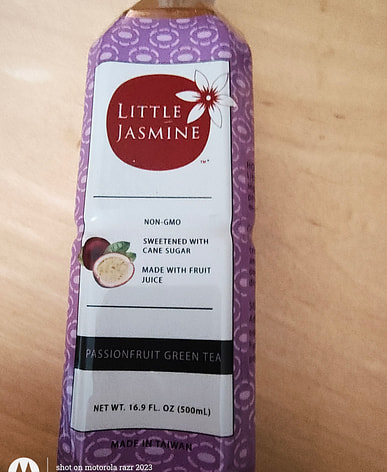 LITTLE
JASMINE
TM
NON-GMO
SWEETENED WITH
CANE SUGAR
MADE WITH FRUIT
JUICE
PASSIONFRUIT GREEN TEA
NET WT. 16.9 FL. OZ (500mL)
MADE IN TAIWAN
shot on motorola razr 2023